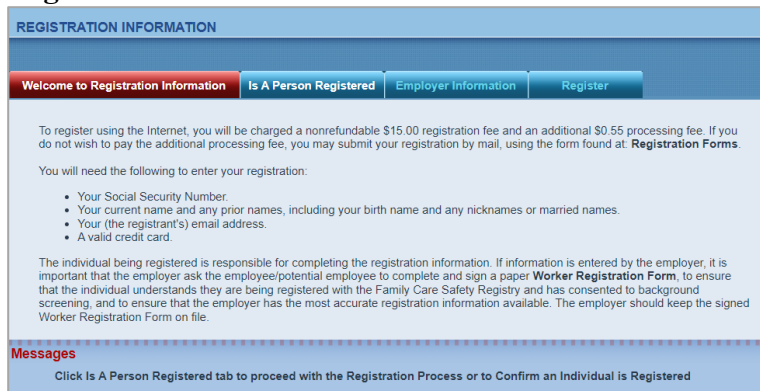 REGISTRATION INFORMATION
Welcome to Registration Information
Is A Person Registered
Employer Information
Register
To register using the Internet, you will be charged a nonrefundable $15.00 registration fee and an additional $0.55 processing fee. If you
do not wish to pay the additional processing fee, you may submit your registration by mail, using the form found at: Registration Forms.
You will need the following to enter your registration:
• Your Social Security Number.
• Your current name and any prior names, including your birth name and any nicknames or married names.
• Your (the registrant's) email address.
• A valid credit card.
The individual being registered is responsible for completing the registration information. If information is entered by the employer, it is
important that the employer ask the employee/potential employee to complete and sign a paper Worker Registration Form, to ensure
that the individual understands they are being registered with the Family Care Safety Registry and has consented to background
screening, and to ensure that the employer has the most accurate registration information available. The employer should keep the signed
Worker Registration Form on file.
Messages
Click Is A Person Registered tab to proceed with the Registration Process or to Confirm an Individual is Registered